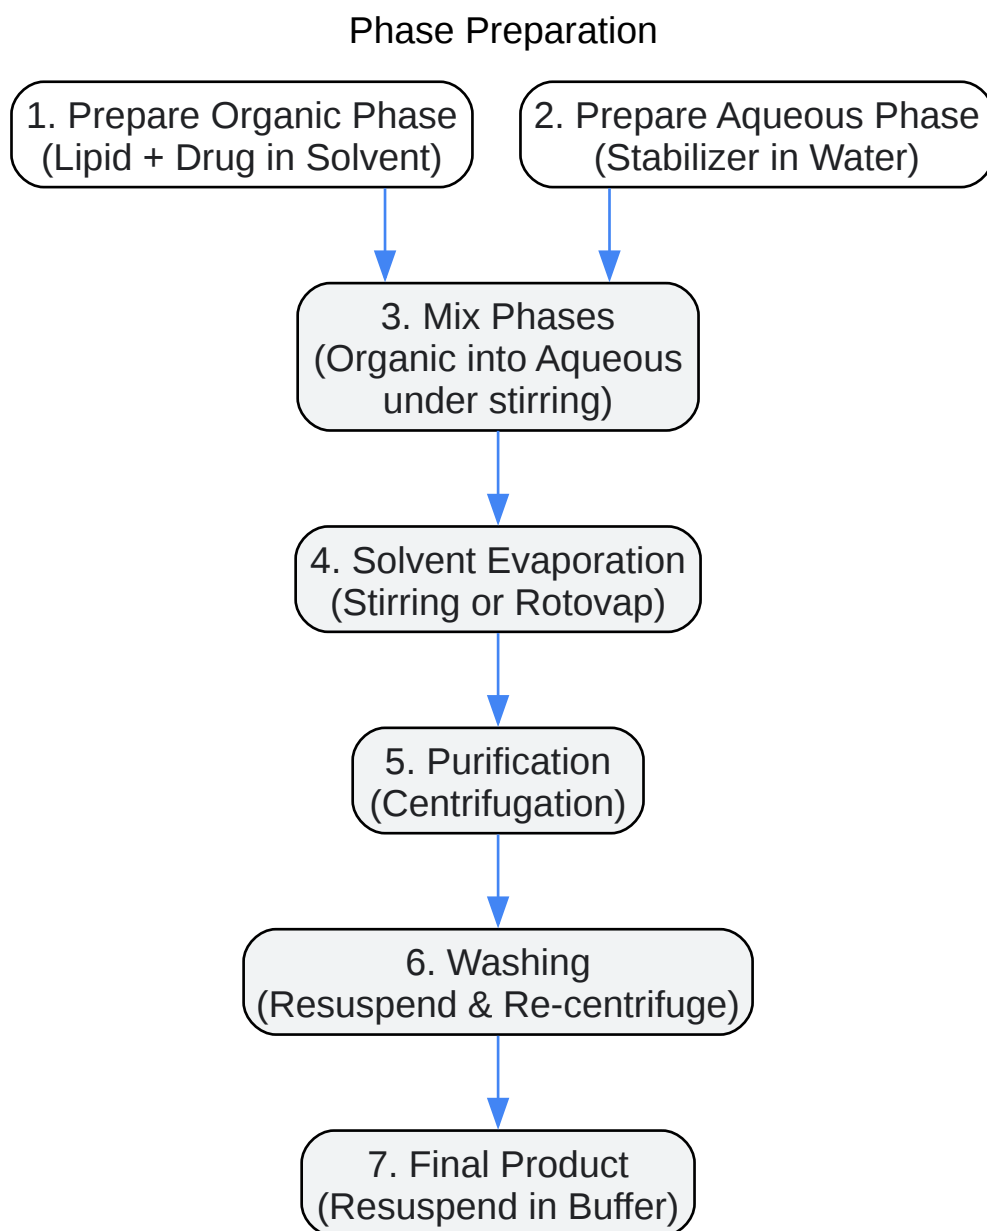 Phase Preparation
1. Prepare Organic Phase
(Lipid + Drug in Solvent)
2. Prepare Aqueous Phase
(Stabilizer in Water)
3. Mix Phases
(Organic into Aqueous
under stirring)
4. Solvent Evaporation
(Stirring or Rotovap)
5. Purification
(Centrifugation)
6. Washing
(Resuspend & Re-centrifuge)
7. Final Product
(Resuspend in Buffer)